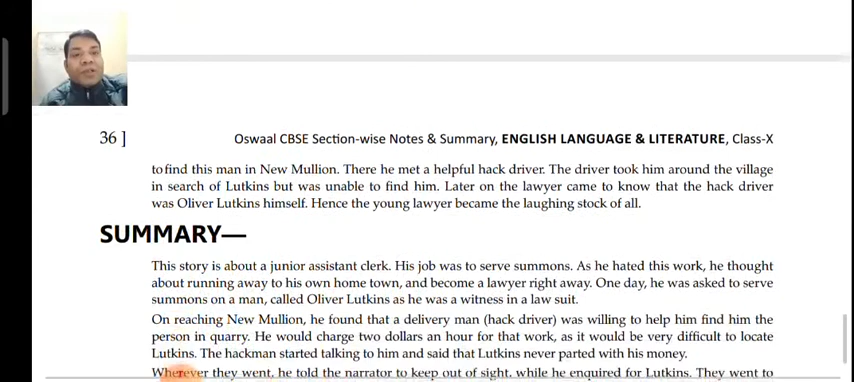 36 ]
Oswaal CBSE Section-wise Notes & Summary, ENGLISH LANGUAGE & LITERATURE, Class-X
to find this man in New Mullion. There he met a helpful hack driver. The driver took him around the village
in search of Lutkins but was unable to find him. Later on the lawyer came to know that the hack driver
was Oliver Lutkins himself. Hence the young lawyer became the laughing stock of all.
SUMMARY—
This story is about a junior assistant clerk. His job was to serve summons. As he hated this work, he thought
about running away to his own home town, and become a lawyer right away. One day, he was asked to serve
summons on a man, called Oliver Lutkins as he was a witness in a law suit.
On reaching New Mullion, he found that a delivery man (hack driver) was willing to help him find him the
person in quarry. He would charge two dollars an hour for that work, as it would be very difficult to locate
Lutkins. The hackman started talking to him and said that Lutkins never parted with his money.
Wherever they went, he told the narrator to keep out of sight, while he enquired for Lutkins. They went to